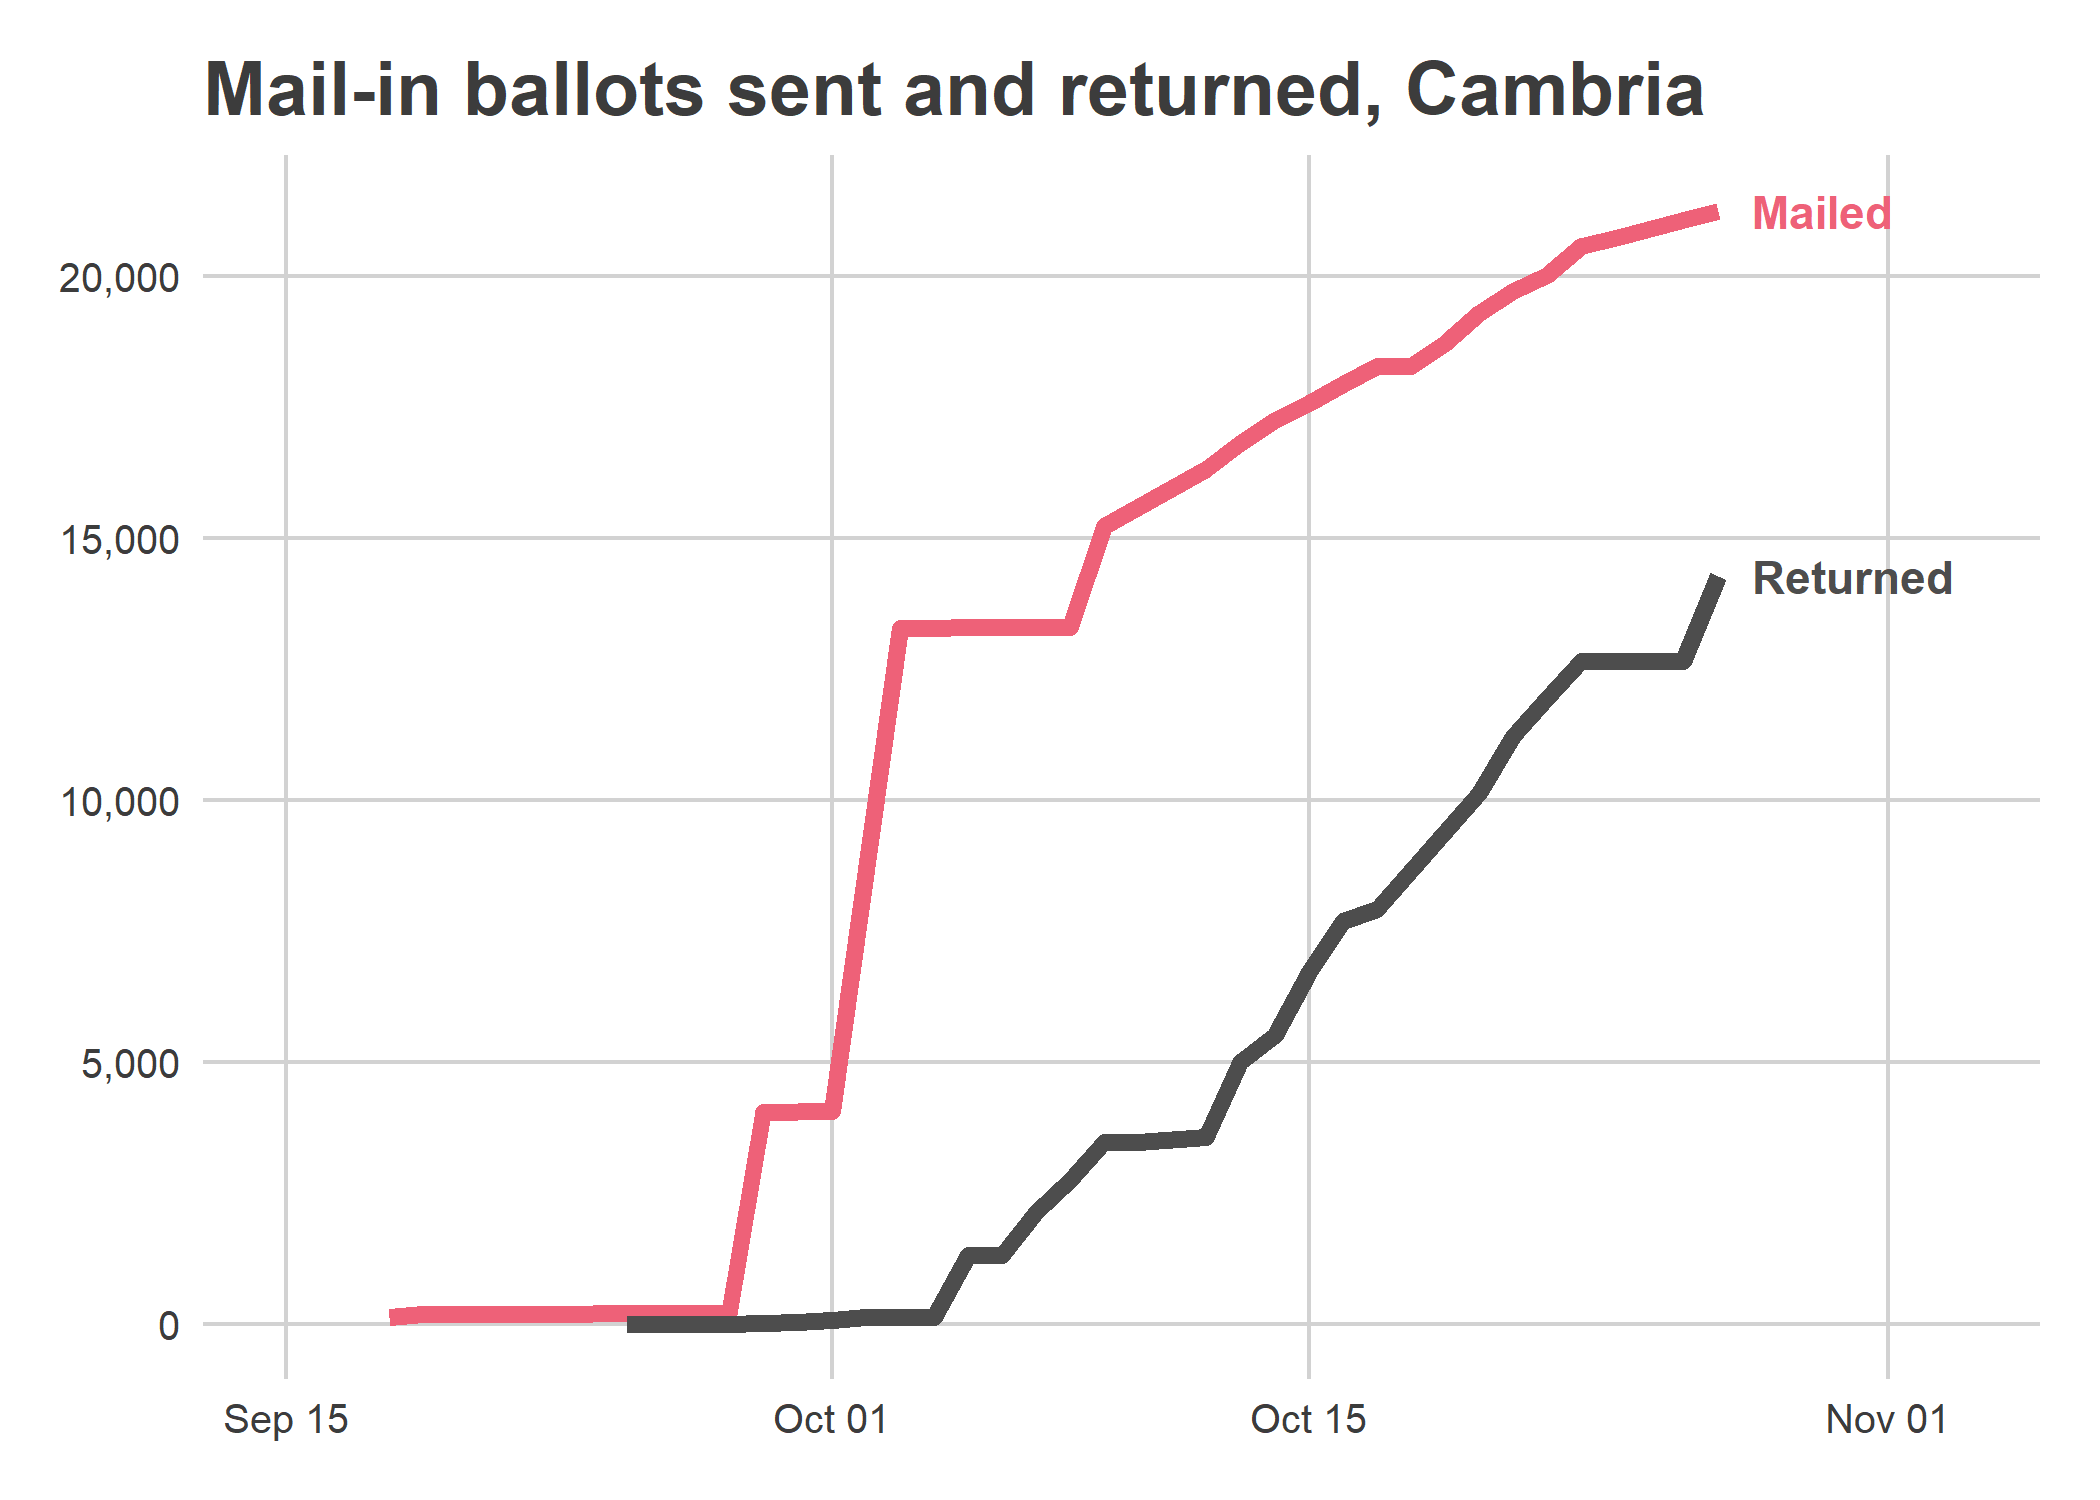 Mail-in ballots sent and returned, Cambria
Mailed
20,000
15,000
Returned
10,000
5,000
0
Sep 15
Oct 01
Oct 15
Nov 01